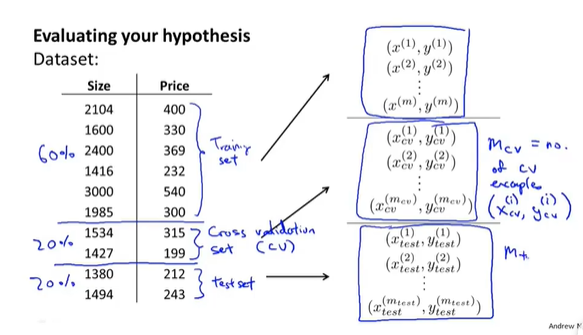 Evaluating your hypothesis
Dataset:
Size Price
2104 400
1600 330
2400 369
1416 232
3000 540
1985 300
1534 315
1427 199
1380 212
1494 243
60%
20%
20%
Training set
Cross validation set (CV)
test set
(x^{(1)}, y^{(1)})
(x^{(2)}, y^{(2)})
⋮
(x^{(m)}, y^{(m)})
(x_{cv}^{(1)}, y_{cv}^{(1)})
(x_{cv}^{(2)}, y_{cv}^{(2)})
⋮
(x_{cv}^{(m_{cv})}, y_{cv}^{(m_{cv})})
(x_{test}^{(1)}, y_{test}^{(1)})
(x_{test}^{(2)}, y_{test}^{(2)})
⋮
(x_{test}^{(m_{test})}, y_{test}^{(m_{test})})
M_{cv} = no.
of cv
examples
(x_{cv}^{(i)}, y_{cv}^{(i)})
M_t
Andrew N